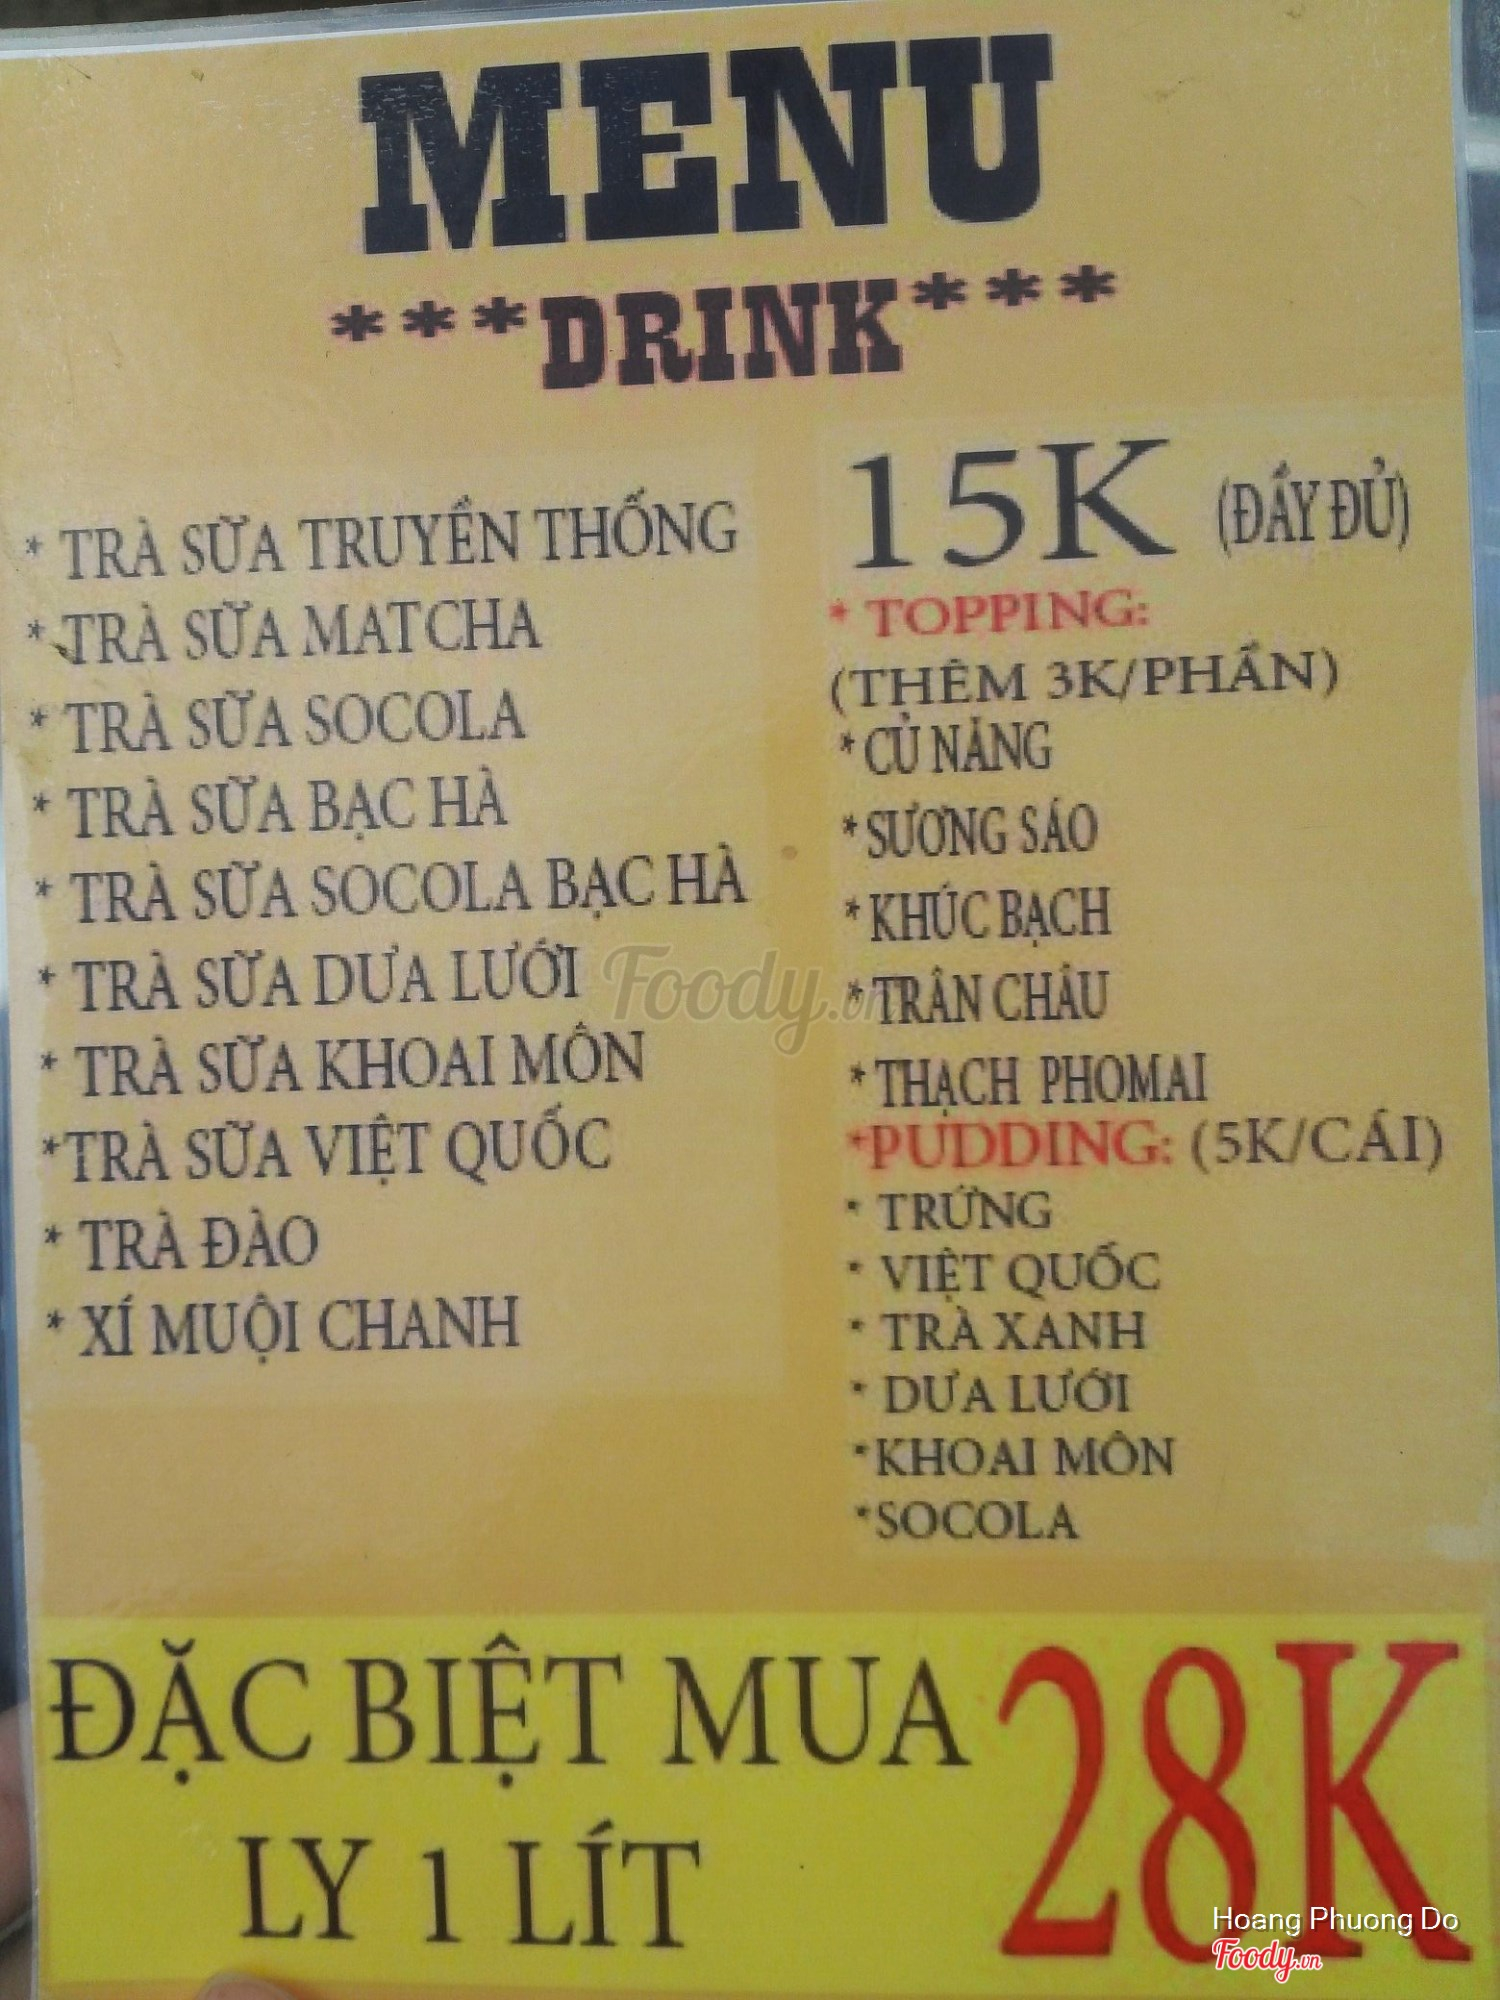 MENU
***DRINK***
* TRÀ SỮA TRUYỀN THỐNG
* TRÀ SỮA MATCHA
* TRÀ SỮA SOCOLA
* TRÀ SỮA BẠC HÀ
* TRÀ SỮA SOCOLA BẠC HÀ
* TRÀ SỮA DƯA LƯỚI
* TRÀ SỮA KHOAI MÔN
*TRÀ SỮA VIỆT QUỐC
* TRÀ ĐÀO
* XÍ MUỘI CHANH
15K (ĐẦY ĐỦ)
* TOPPING:
(THÊM 3K/PHẦN)
*CỦ NĂNG
*SƯƠNG SÁO
*KHÚC BẠCH
*TRÂN CHÂU
*THẠCH PHOMAI
*PUDDING: (5K/CÁI)
* TRỨNG
* VIỆT QUỐC
* TRÀ XANH
* DƯA LƯỚI
*KHOAI MÔN
*SOCOLA
ĐẶC BIỆT MUA
LY 1 LÍT
28K
Foody.vn
Hoang Phuong Do
Foody.vn